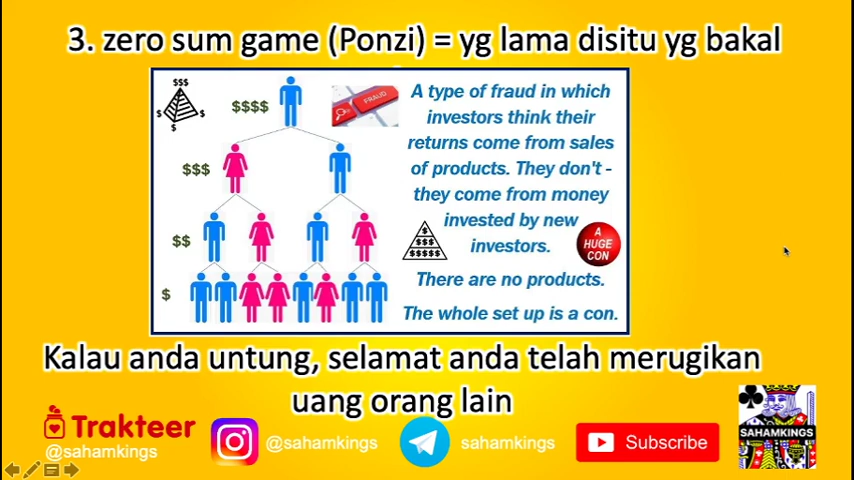 3. zero sum game (Ponzi) = yg lama disitu yg bakal
$$$
$
$
$
$$$$
FRAUD
A type of fraud in which
investors think their
returns come from sales
of products. They don't -
they come from money
invested by new
investors.
$$$
$$
$
$
$$$
$$$$$
A
HUGE
CON
There are no products.
The whole set up is a con.
Kalau anda untung, selamat anda telah merugikan
uang orang lain
Trakteer
@sahamkings
@sahamkings
sahamkings
Subscribe
SAHAMKINGS